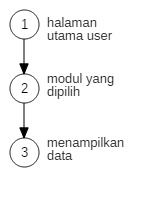 1 halaman
utama user
2 modul yang
dipilih
3 menampilkan
data